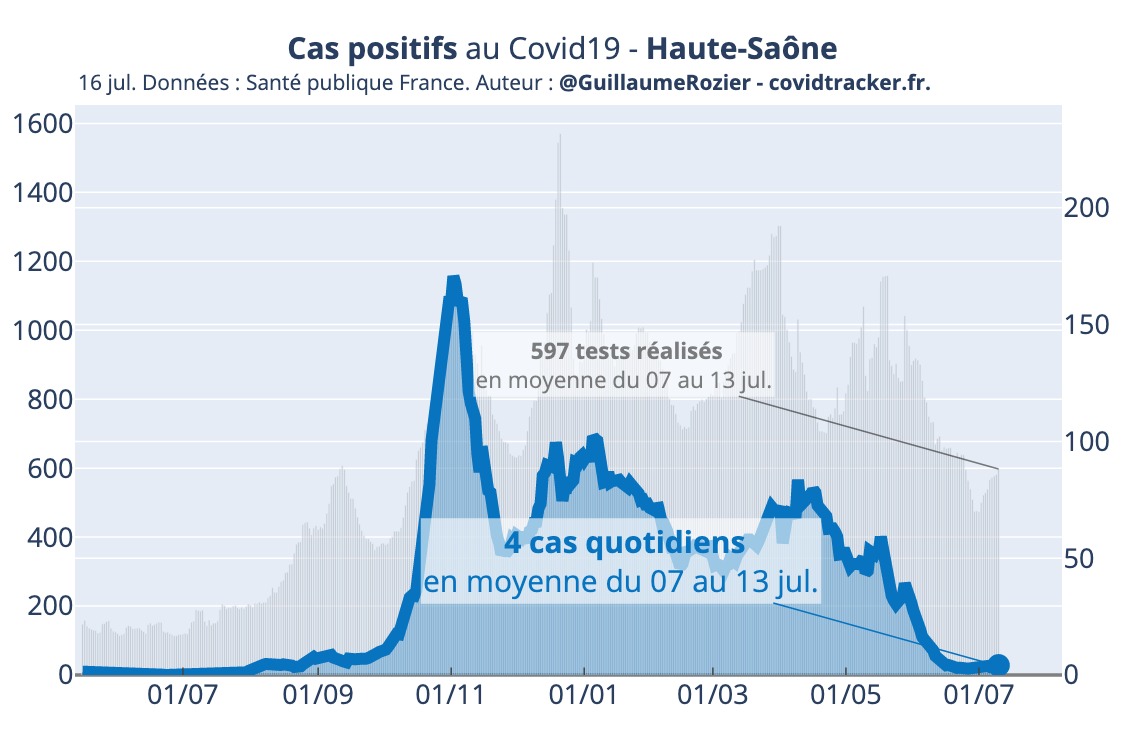 Cas positifs au Covid19 - Haute-Saône
16 jul. Données : Santé publique France. Auteur : @GuillaumeRozier - covidtracker.fr.
1600
1400
1200
1000
800
600
400
200
0
200
150
100
50
0
597 tests réalisés
en moyenne du 07 au 13 jul.
4 cas quotidiens
en moyenne du 07 au 13 jul.
01/07 01/09 01/11 01/01 01/03 01/05 01/07